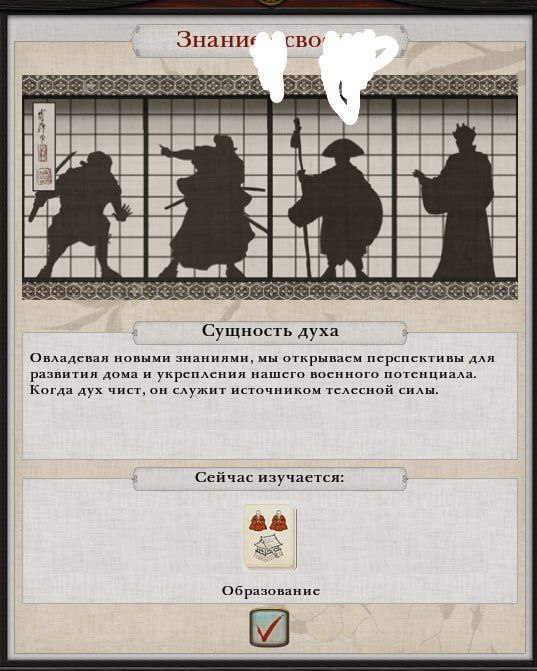 Знание
Сущность духа
Овладевая новыми знаниями, мы открываем перспективы для
развития дома и укрепления нашего военного потенциала.
Когда дух чист, он служит источником телесной силы.
Сейчас изучается:
Образование